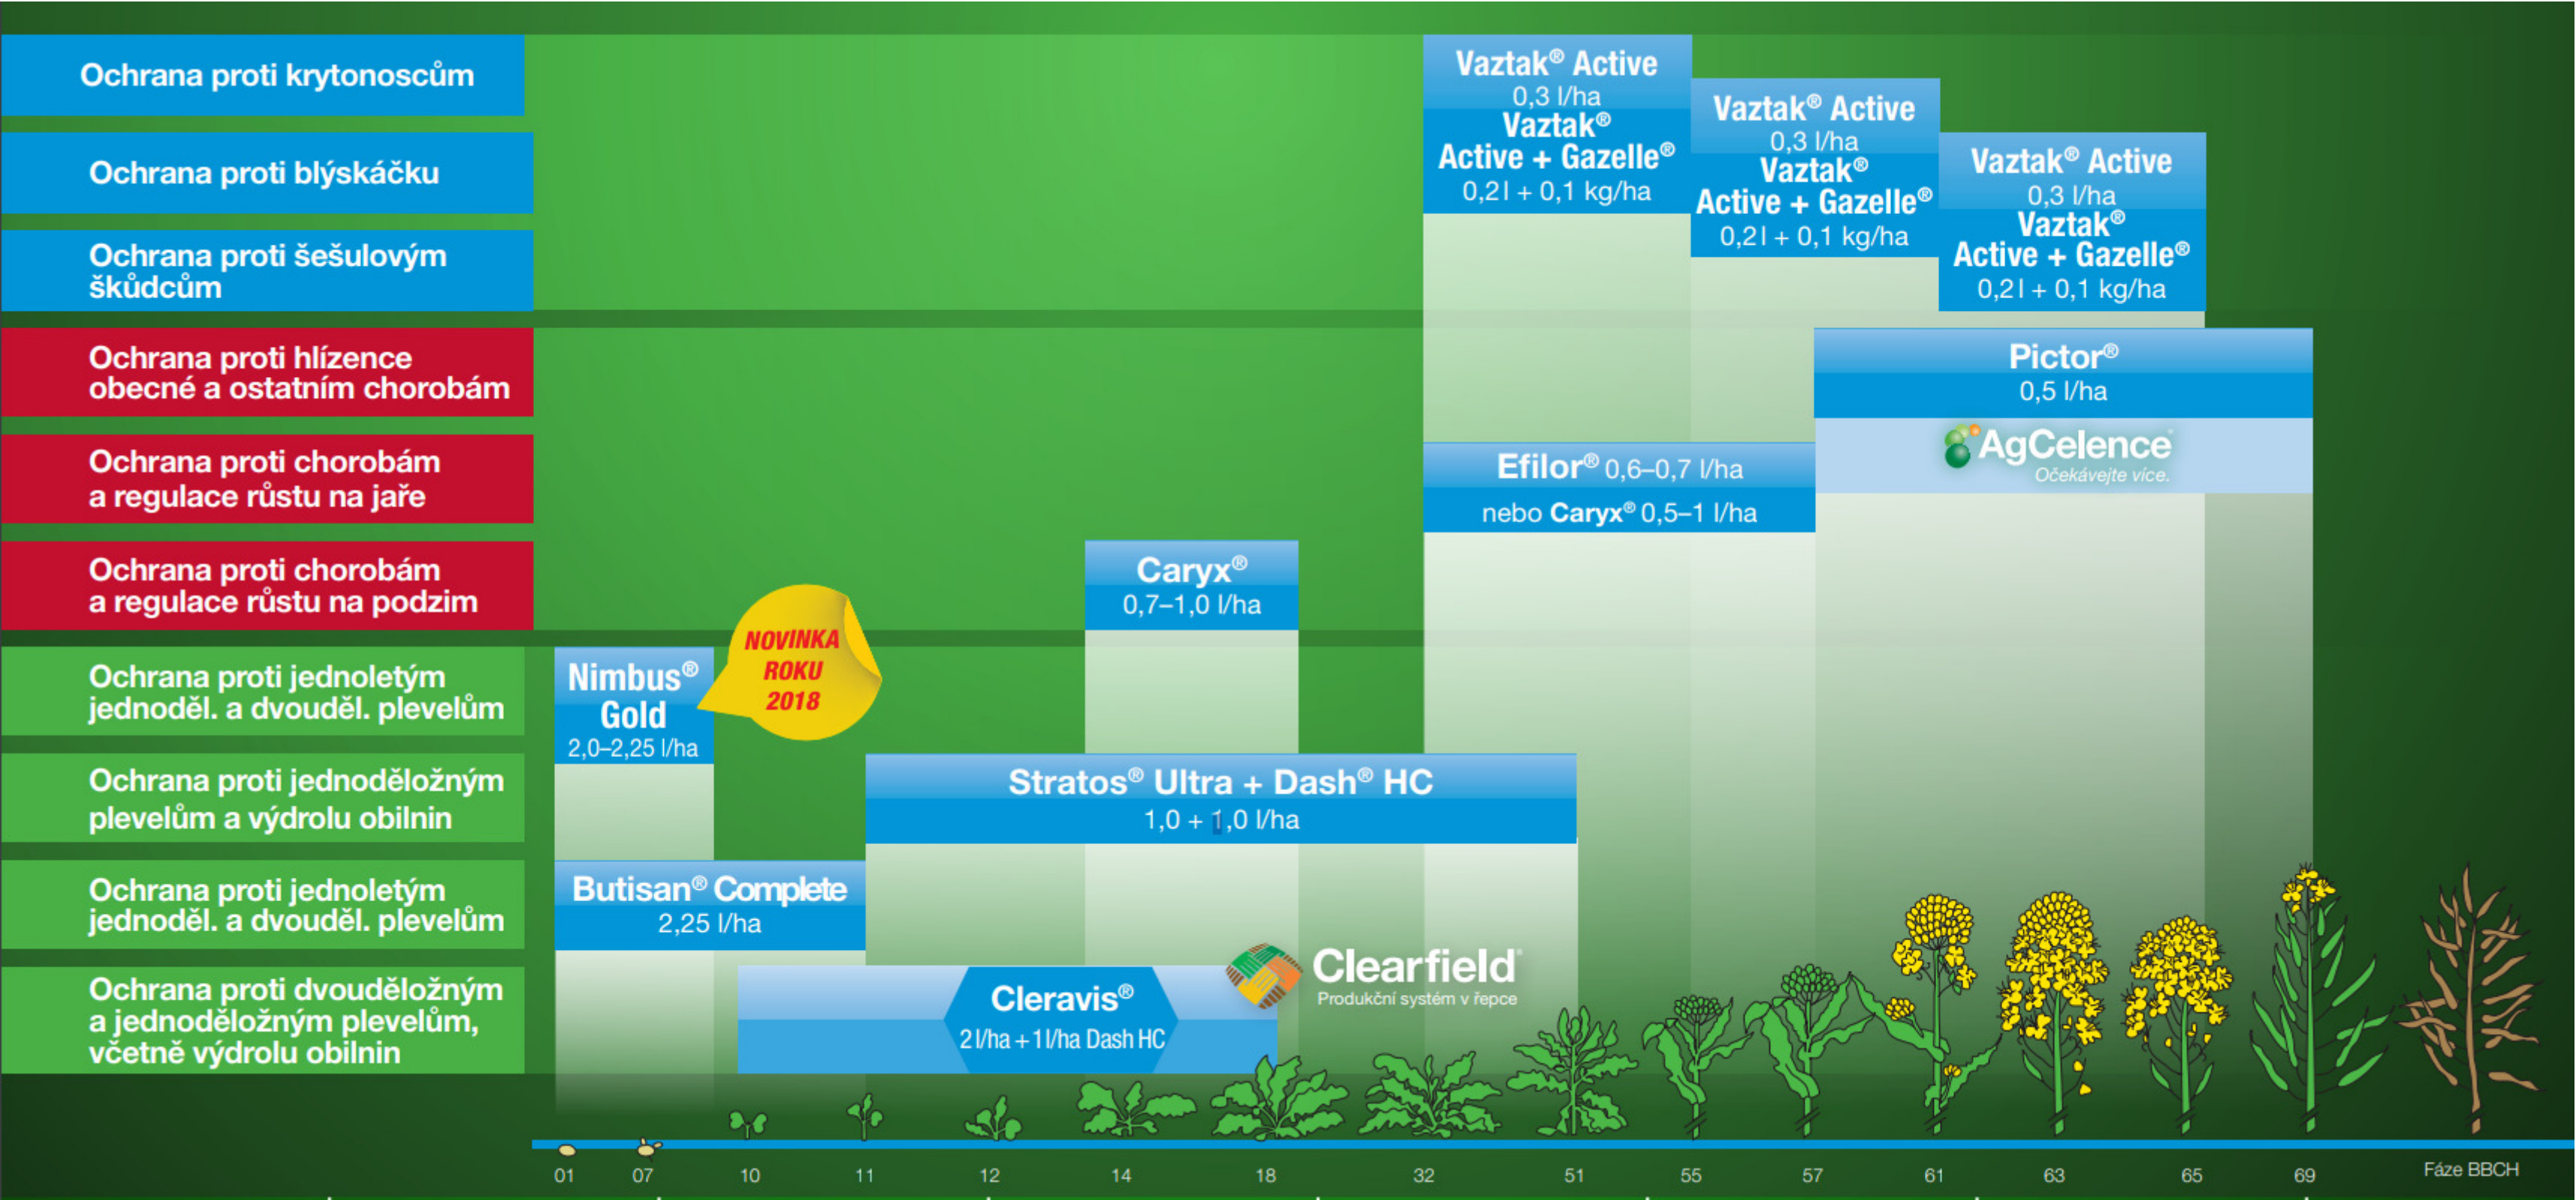 Ochrana proti krytonoscům
Ochrana proti blýskáčku
Ochrana proti šešulovým
škůdcům
Ochrana proti hlízence
obecné a ostatním chorobám
Ochrana proti chorobám
a regulace růstu na jaře
Ochrana proti chorobám
a regulace růstu na podzim
Ochrana proti jednoletým
jednoděl. a dvouděl. plevelům
Ochrana proti jednoděložným
plevelům a výdrolu obilnin
Ochrana proti jednoletým
jednoděl. a dvouděl. plevelům
Ochrana proti dvouděložným
a jednoděložným plevelům,
včetně výdrolu obilnin
Vaztak® Active
0,3 l/ha
Vaztak®
Active + Gazelle®
0,2 l + 0,1 kg/ha
Vaztak® Active
0,3 l/ha
Vaztak®
Active + Gazelle®
0,2 l + 0,1 kg/ha
Vaztak® Active
0,3 l/ha
Vaztak®
Active + Gazelle®
0,2 l + 0,1 kg/ha
Pictor®
0,5 l/ha
AgCelence®
Očekávejte více.
Efilor® 0,6–0,7 l/ha
nebo Caryx® 0,5–1 l/ha
Caryx®
0,7–1,0 l/ha
Nimbus®
Gold
2,0–2,25 l/ha
NOVINKA
ROKU
2018
Stratos® Ultra + Dash® HC
1,0 + 1,0 l/ha
Butisan® Complete
2,25 l/ha
Cleravis®
2 l/ha + 1 l/ha Dash HC
Clearfield®
Produkční systém v řepce
01 07 10 11 12 14 18 32 51 55 57 61 63 65 69 Fáze BBCH